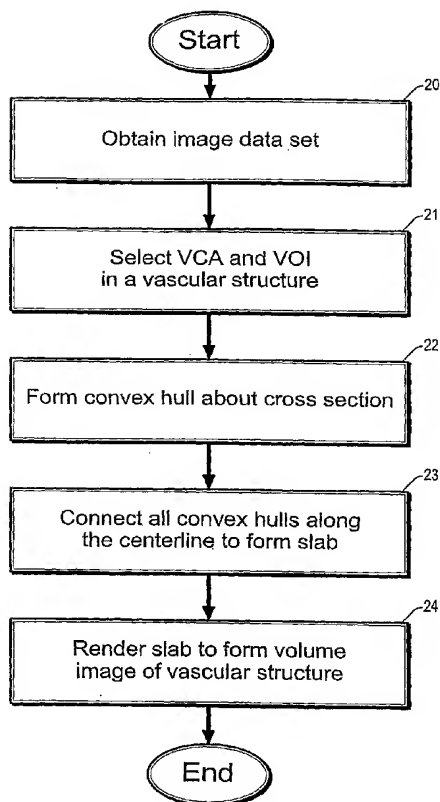 Start
20
Obtain image data set
21
Select VCA and VOI
in a vascular structure
22
Form convex hull about cross section
23
Connect all convex hulls along
the centerline to form slab
24
Render slab to form volume
image of vascular structure
End